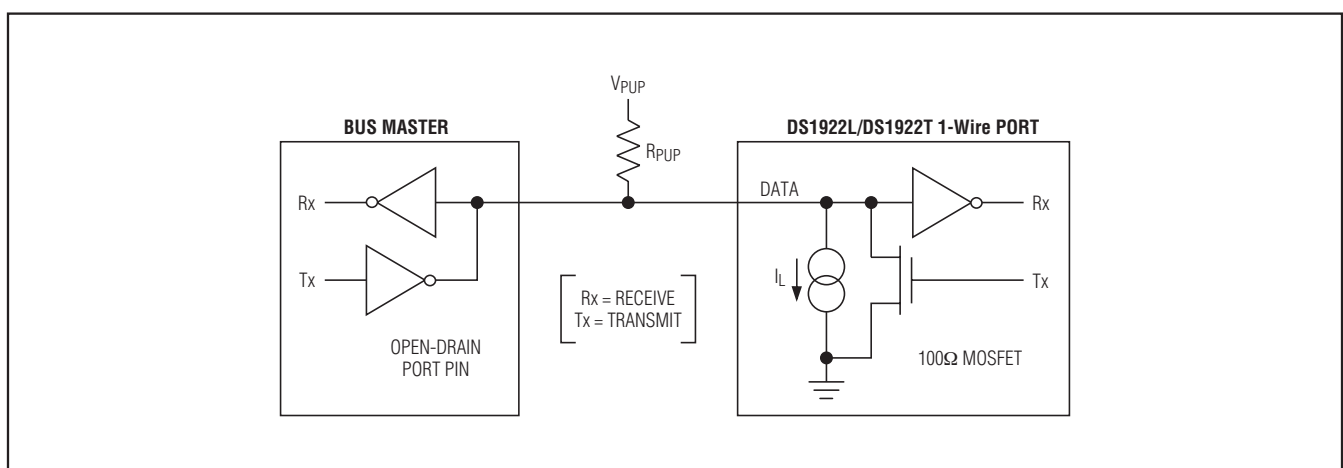 VPUP
BUS MASTER
DS1922L/DS1922T 1-Wire PORT
RPUP
Rx
DATA
Rx
Tx
IL
Tx
Rx = RECEIVE
Tx = TRANSMIT
OPEN-DRAIN
PORT PIN
100Ω MOSFET